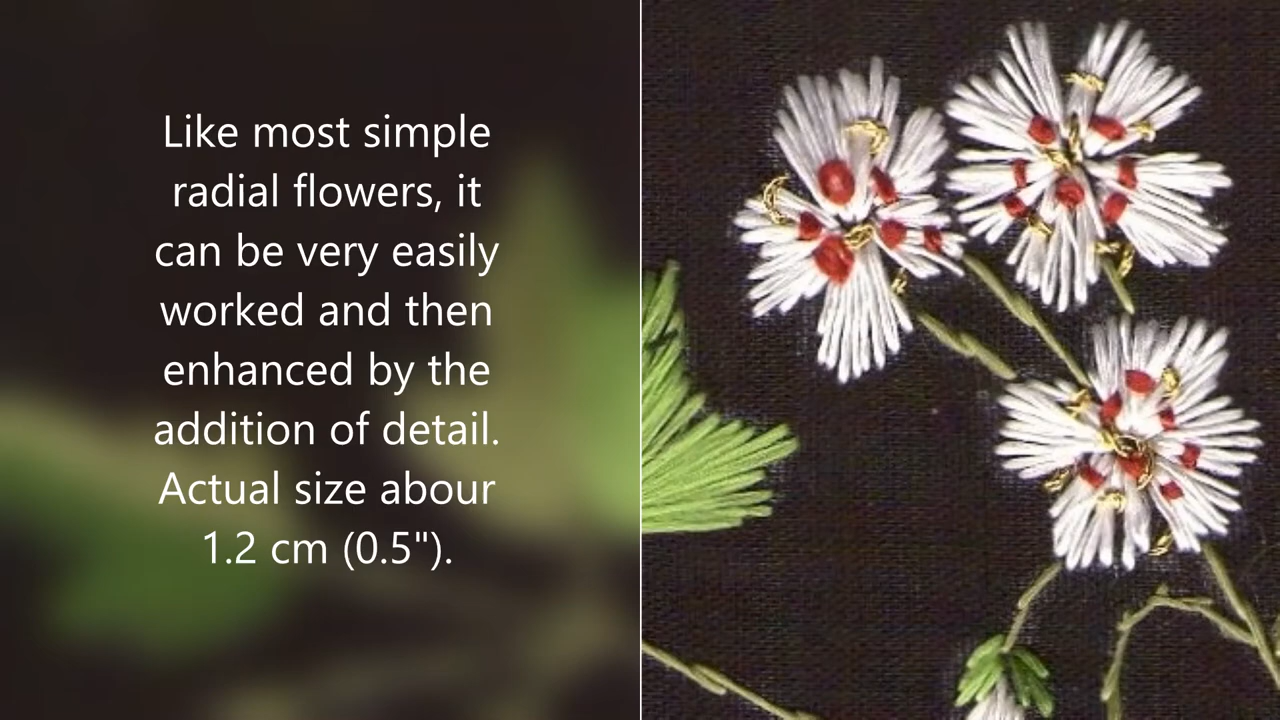 Like most simple
radial flowers, it
can be very easily
worked and then
enhanced by the
addition of detail.
Actual size abour
1.2 cm (0.5").